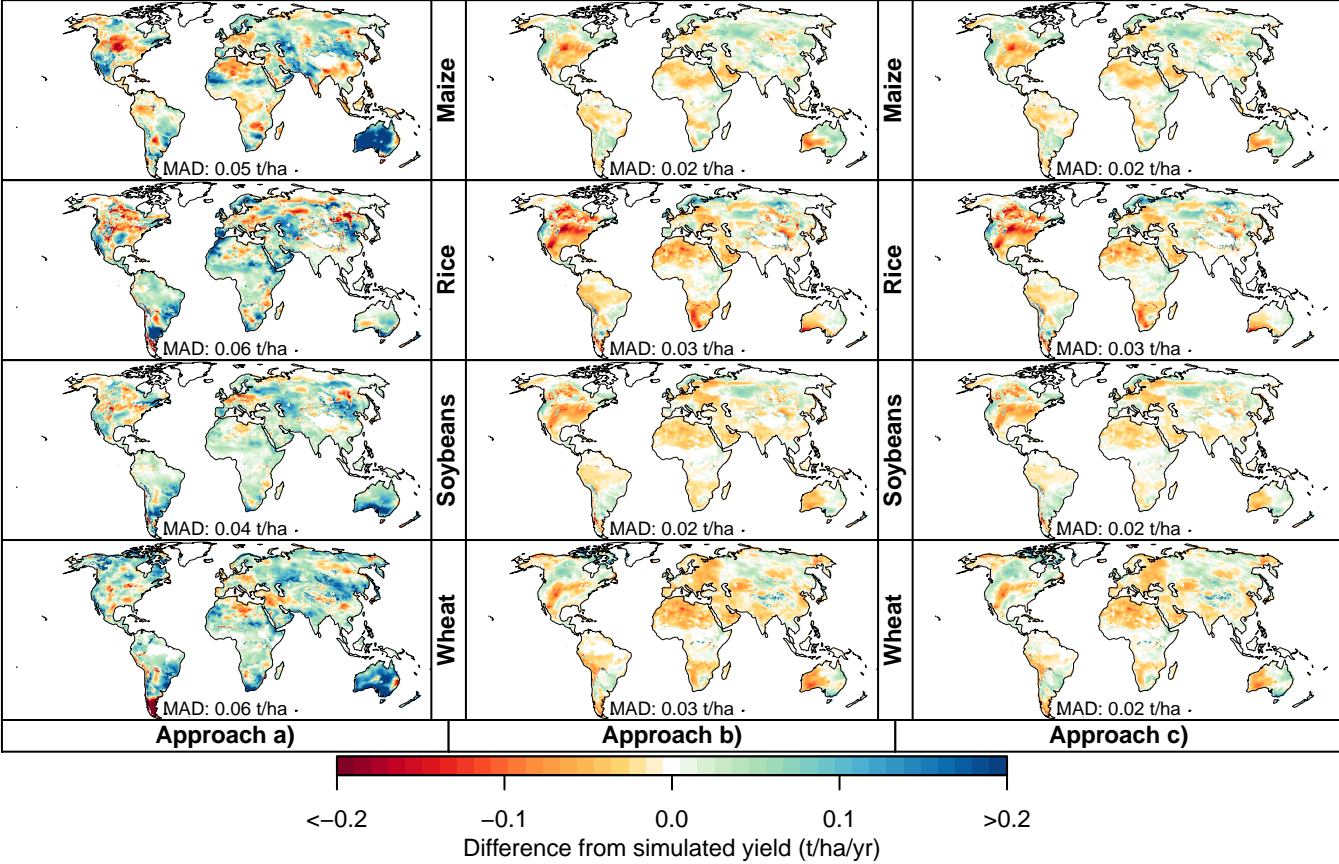 MAD: 0.05 t/ha
Maize
MAD: 0.02 t/ha
Maize
MAD: 0.02 t/ha
MAD: 0.06 t/ha
Rice
MAD: 0.03 t/ha
Rice
MAD: 0.03 t/ha
MAD: 0.04 t/ha
Soybeans
MAD: 0.02 t/ha
Soybeans
MAD: 0.02 t/ha
MAD: 0.06 t/ha
Wheat
MAD: 0.03 t/ha
Wheat
MAD: 0.02 t/ha
Approach a) Approach b) Approach c)
<−0.2 −0.1 0.0 0.1 >0.2
Difference from simulated yield (t/ha/yr)